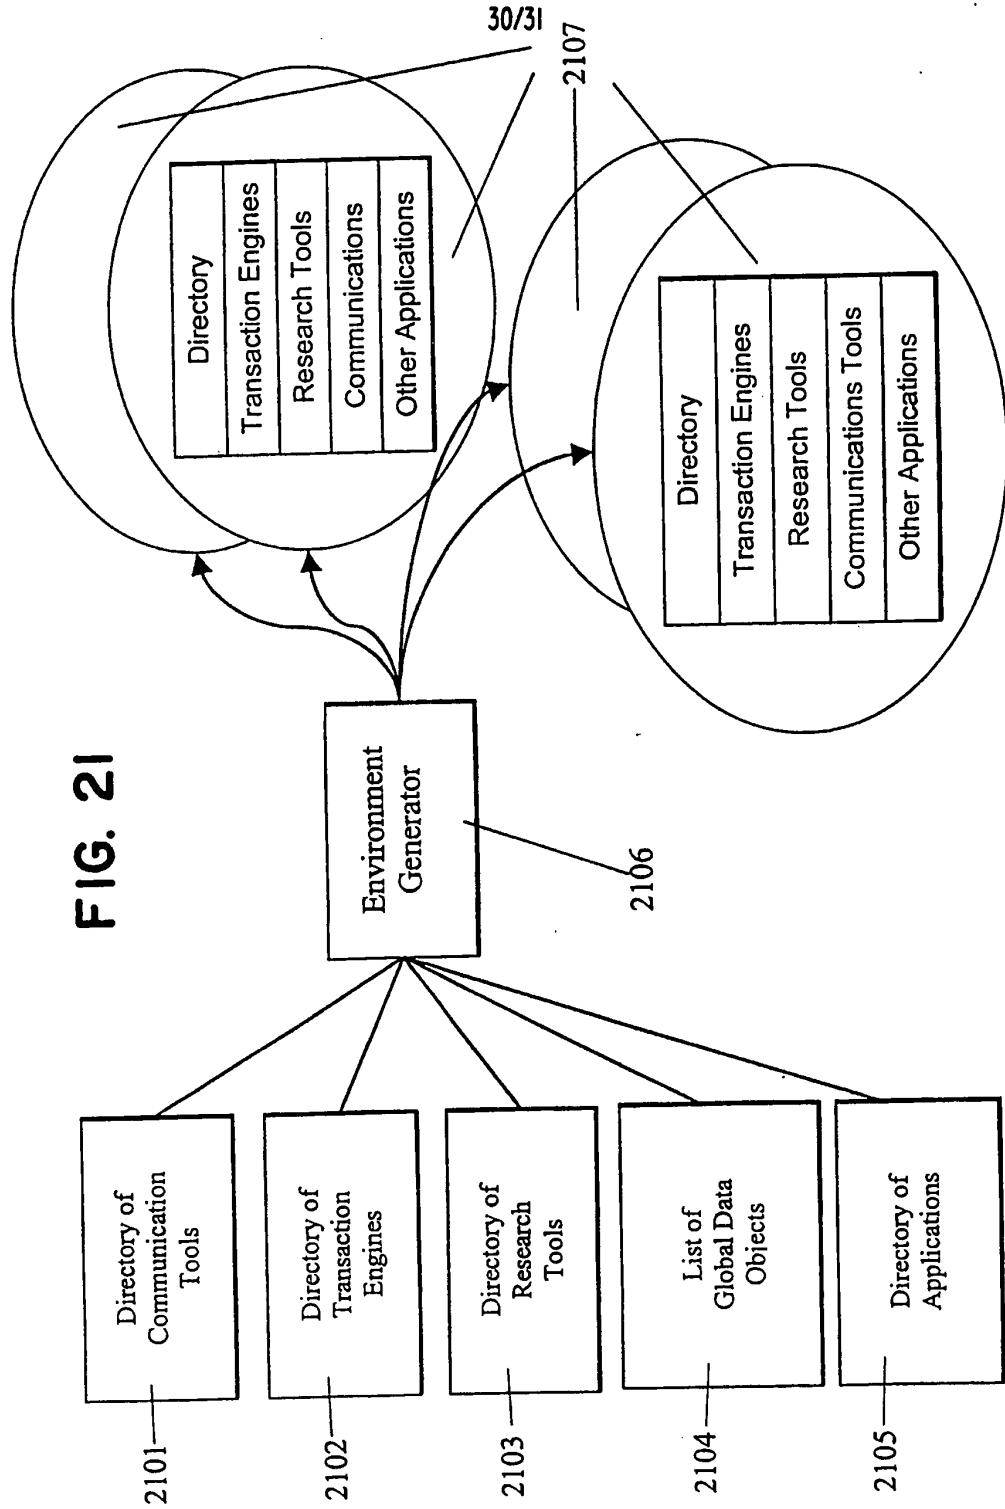 30/31
FIG. 21
2101
Directory of
Communication
Tools
2102
Directory of
Transaction
Engines
2103
Directory of
Research
Tools
2104
List of
Global Data
Objects
2105
Directory of
Applications
Environment
Generator
2106
Directory
Transaction Engines
Research Tools
Communications
Other Applications
2107
Directory
Transaction Engines
Research Tools
Communications Tools
Other Applications